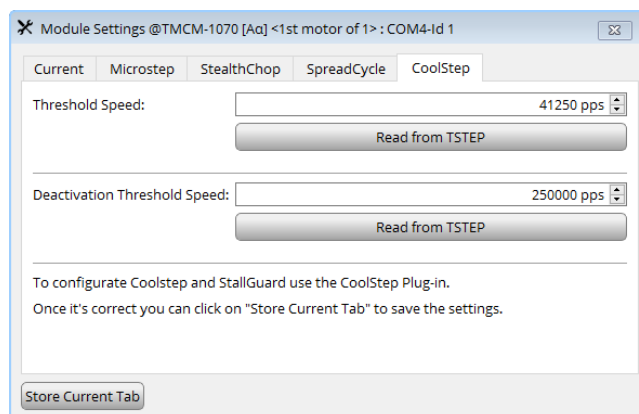 Module Settings @TMCM-1070 [Aα] <1st motor of 1> : COM4-Id 1
Current Microstep StealthChop SpreadCycle CoolStep
Threshold Speed: 41250 pps
Read from TSTEP
Deactivation Threshold Speed: 250000 pps
Read from TSTEP
To configurate Coolstep and StallGuard use the CoolStep Plug-in.
Once it's correct you can click on "Store Current Tab" to save the settings.
Store Current Tab